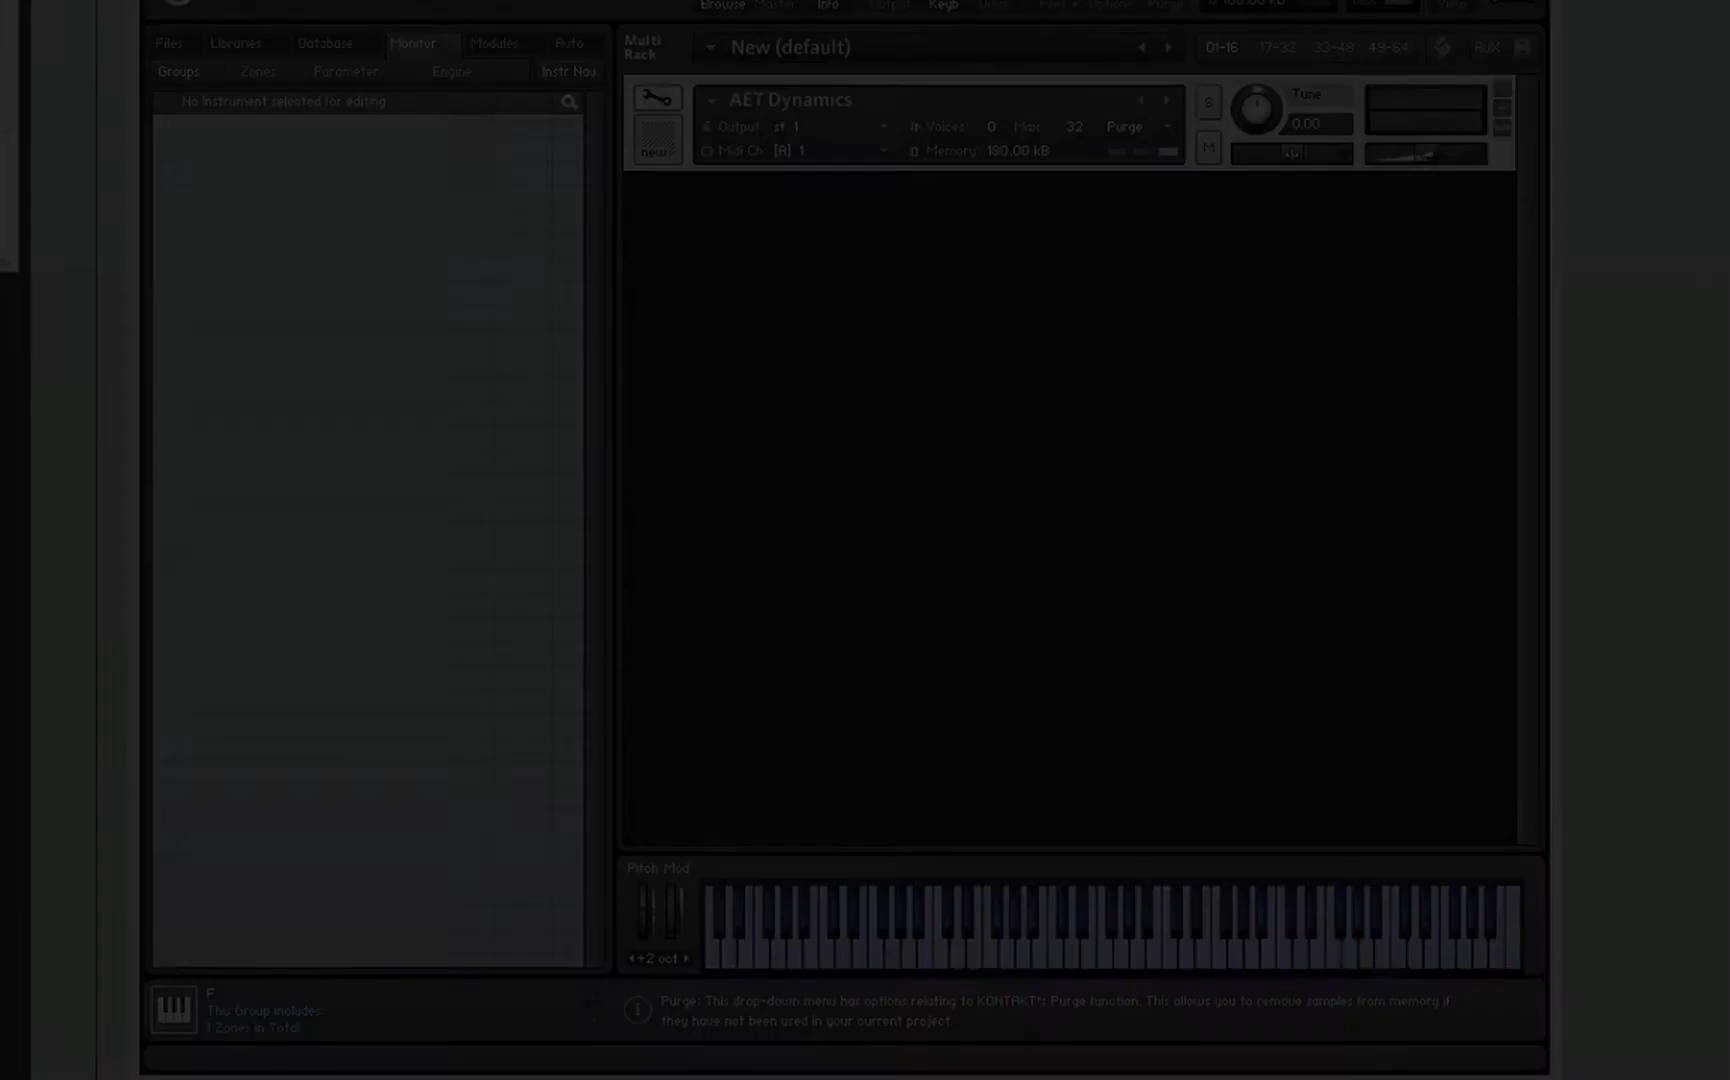 Browse Master Info Output Keyb
Files Libraries Database Monitor Modules Auto
Groups Zones Parameter Engine Instr Nav
No instrument selected for editing
Multi
Rack
New (default)
01-16 17-32 33-48 49-64 AUX
AET Dynamics
Output: st. 1 Voices: 0 Max: 32 Purge
Midi Ch: [A] 1 Memory: 180.00 kB
new
S
M
Tune
0.00
Pitch Mod
+2 oct
F
This Group includes:
1 Zones in Total
Purge: This drop-down menu has options relating to KONTAKT's Purge function. This allows you to remove samples from memory if
they have not been used in your current project.